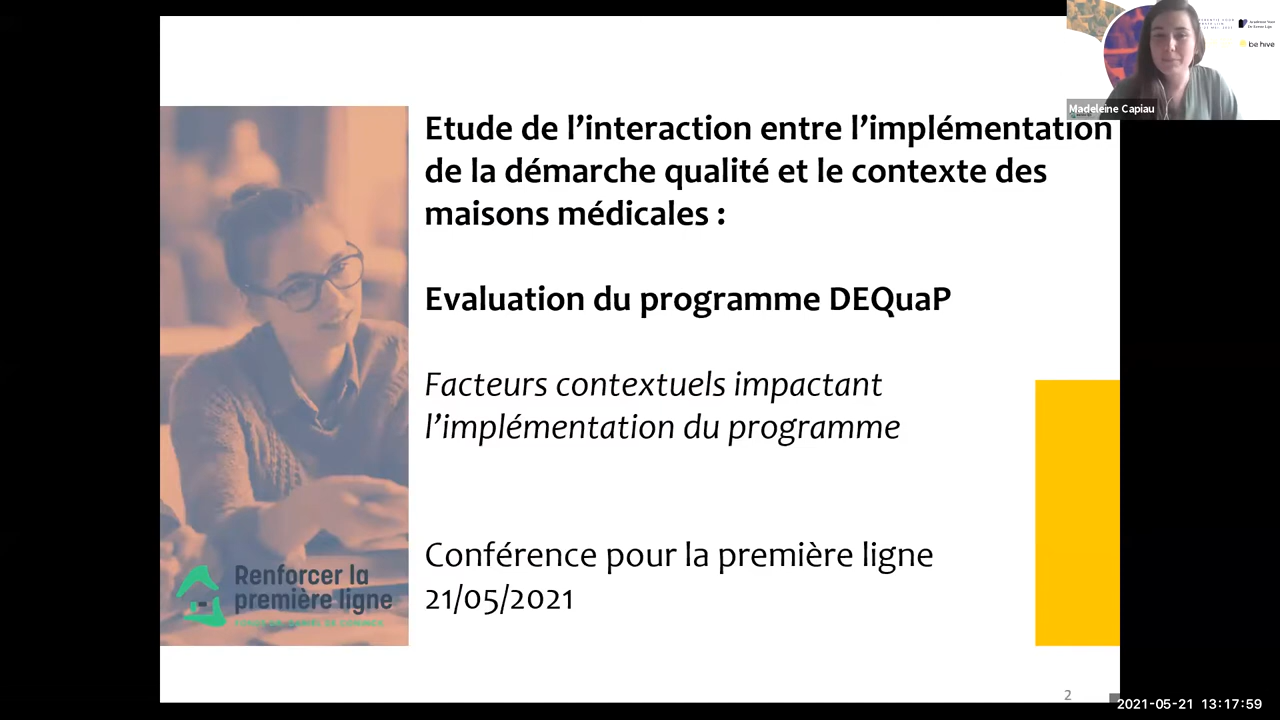 Etude de l’interaction entre l’implémentation
de la démarche qualité et le contexte des
maisons médicales :
Evaluation du programme DEQuaP
Facteurs contextuels impactant
l’implémentation du programme
Conférence pour la première ligne
21/05/2021
Renforcer la
première ligne
2
Madeleine Capiau
be hive
2021-05-21 13:17:59